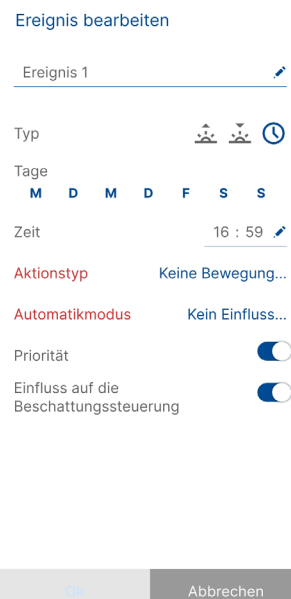 Ereignis bearbeiten
Ereignis 1
Typ
Tage
M D M D F S S
Zeit 16 : 59
Aktionstyp Keine Bewegung...
Automatikmodus Kein Einfluss...
Priorität
Einfluss auf die
Beschattungssteuerung
Ok Abbrechen